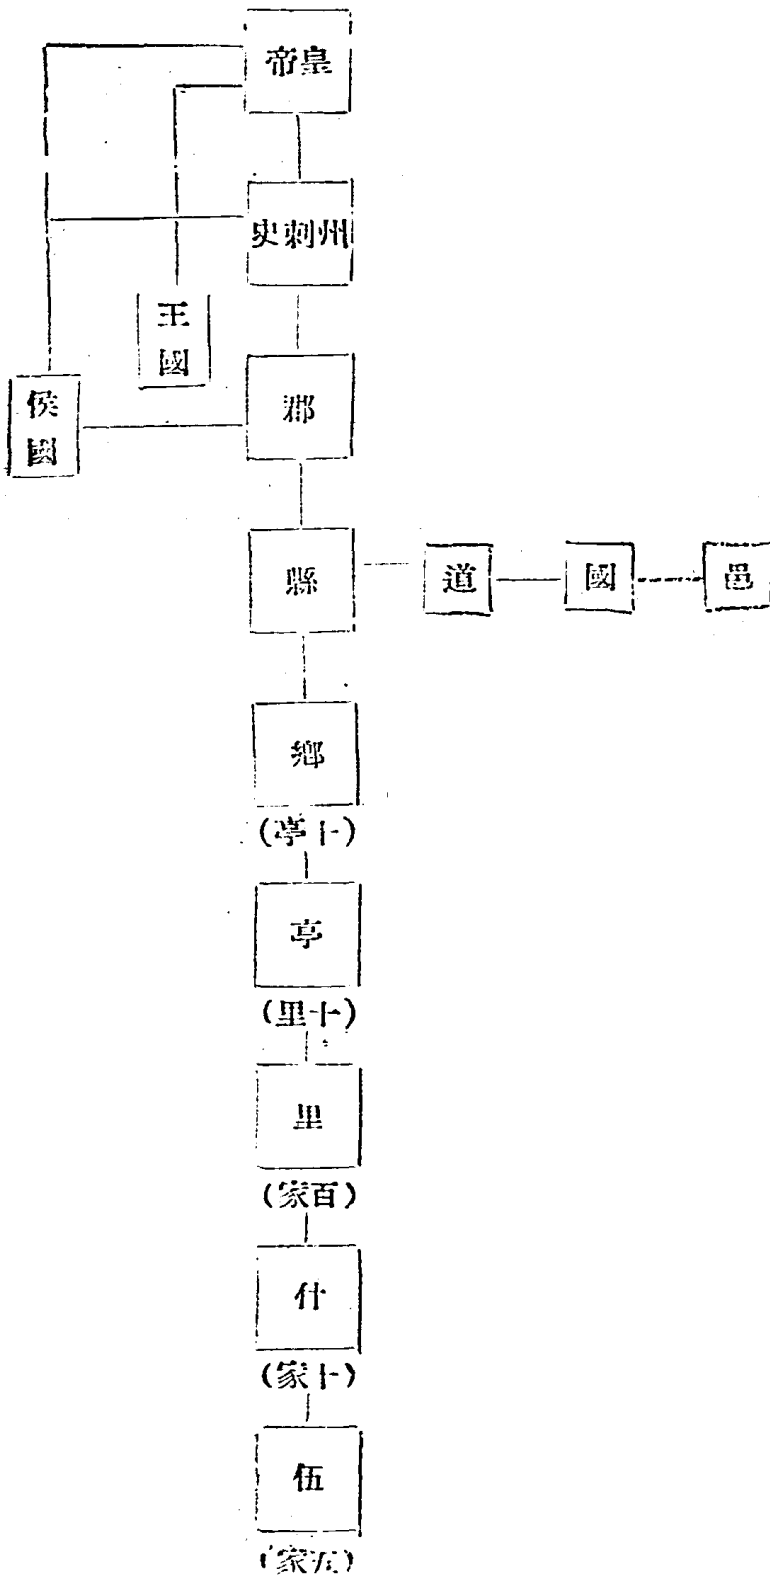 皇帝
州刺史
王
國
侯
國
郡
縣
道
國
邑
鄉
(十亭)
亭
(十里)
里
(百家)
什
(十家)
伍
(五家)